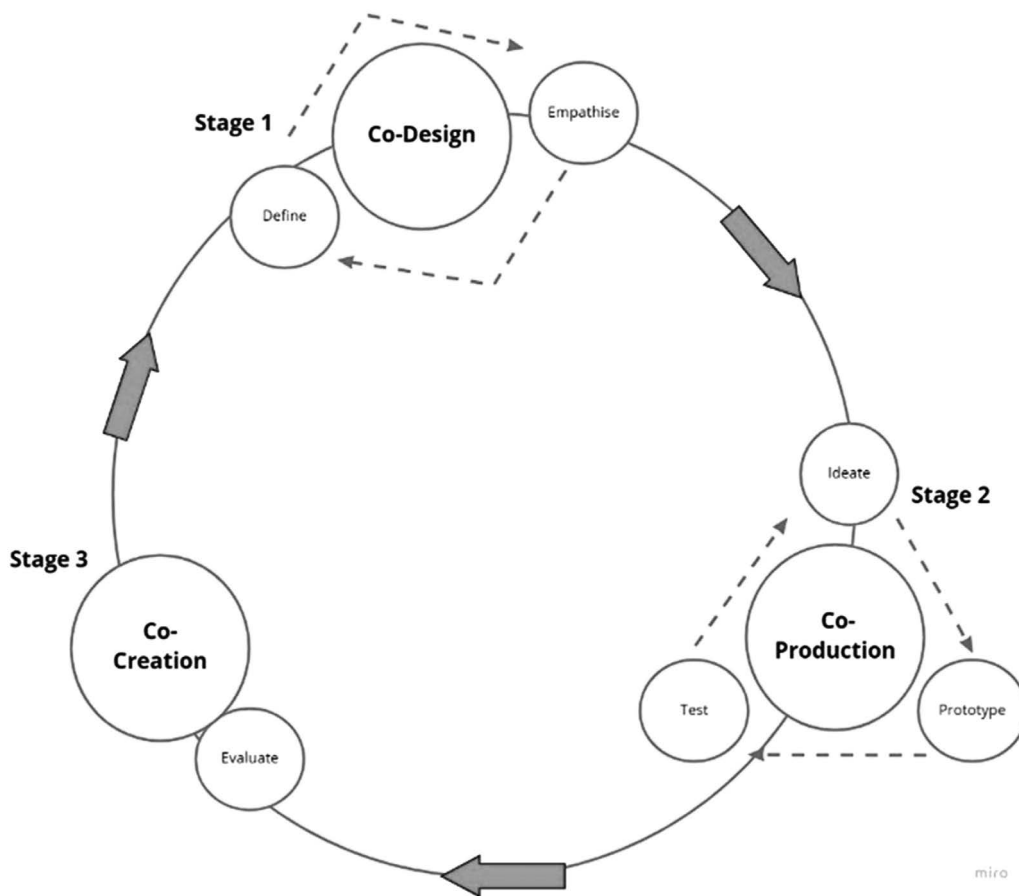 Stage 1
Co-Design
Empathise
Define
Ideate
Stage 2
Co-
Production
Test
Prototype
Stage 3
Co-
Creation
Evaluate
miro